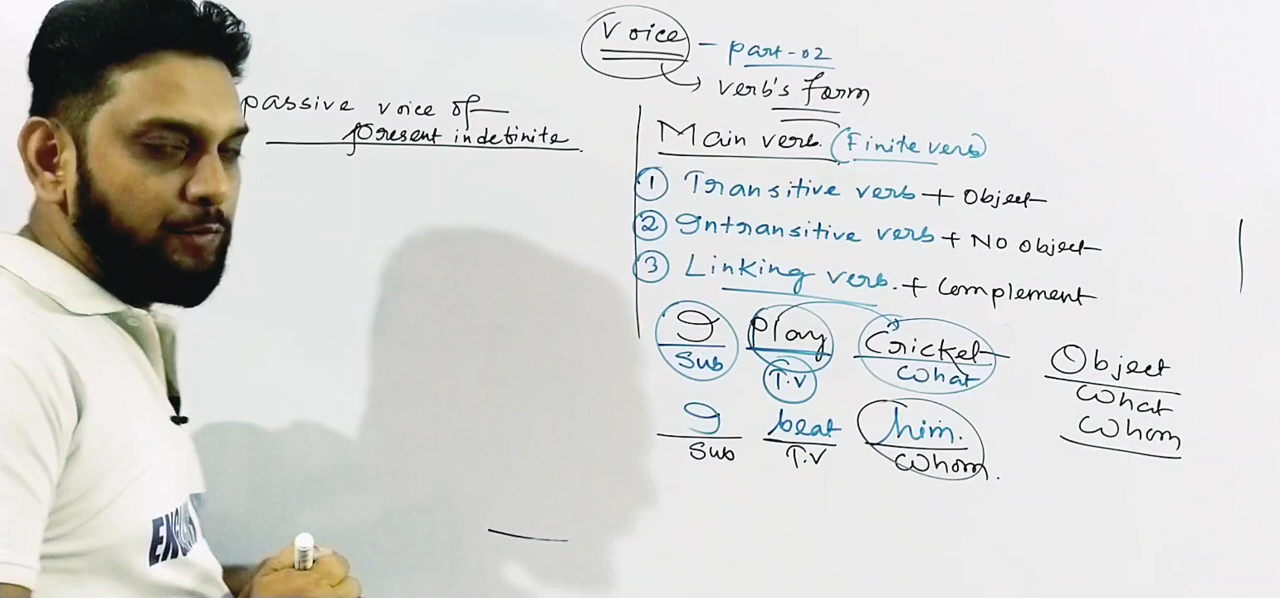 Voice - part-02
verb's form
passive voice of
present indefinite
Main verb. (Finite verb)
① Transitive verb + Object
② Intransitive verb + No object
③ Linking verb. + Complement
I play Cricket
Sub T.V What
Object
What
Whom
I beat him.
Sub T.V Whom.